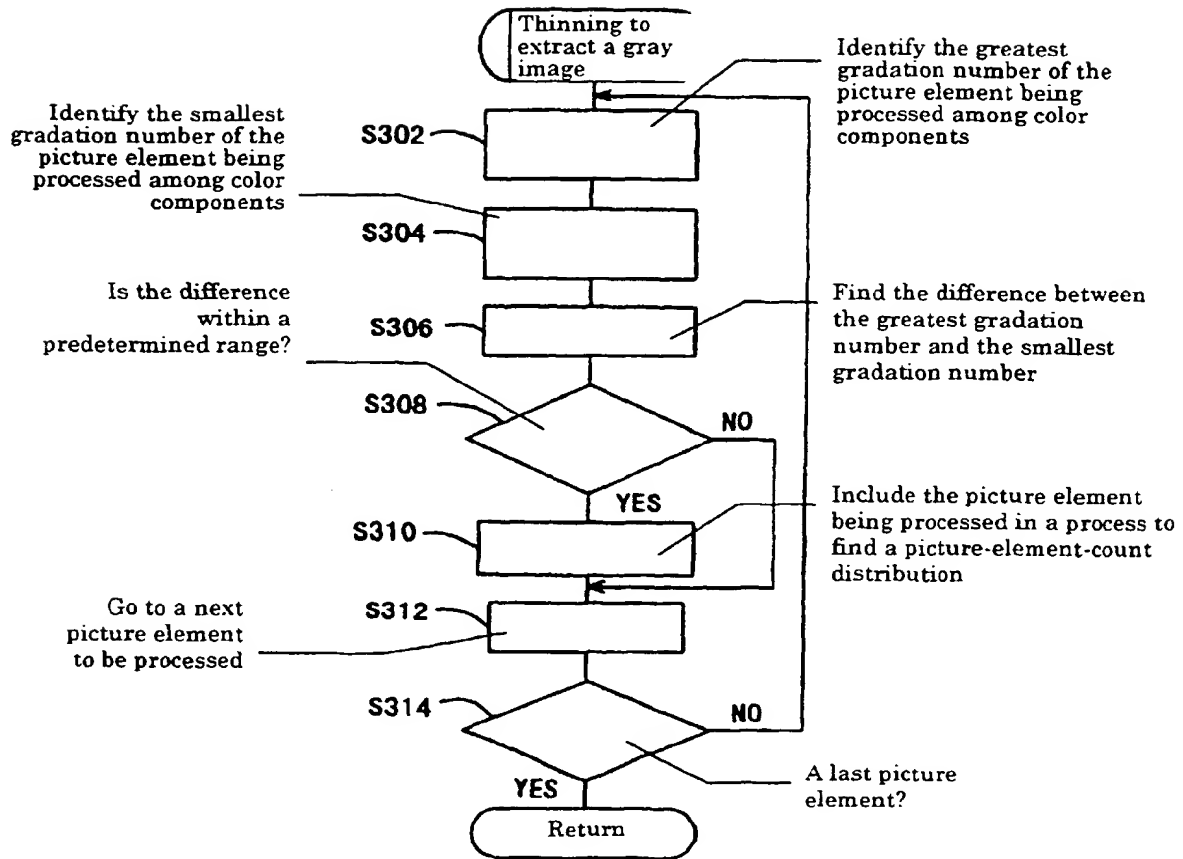 Thinning to
extract a gray
image
Identify the greatest
gradation number of the
picture element being
processed among color
components
S302
Identify the smallest
gradation number of the
picture element being
processed among color
components
S304
Is the difference
within a
predetermined range?
S306
Find the difference between
the greatest gradation
number and the smallest
gradation number
S308
NO
YES
S310
Include the picture element
being processed in a process to
find a picture-element-count
distribution
Go to a next
picture element
to be processed
S312
S314
NO
YES
A last picture
element?
Return